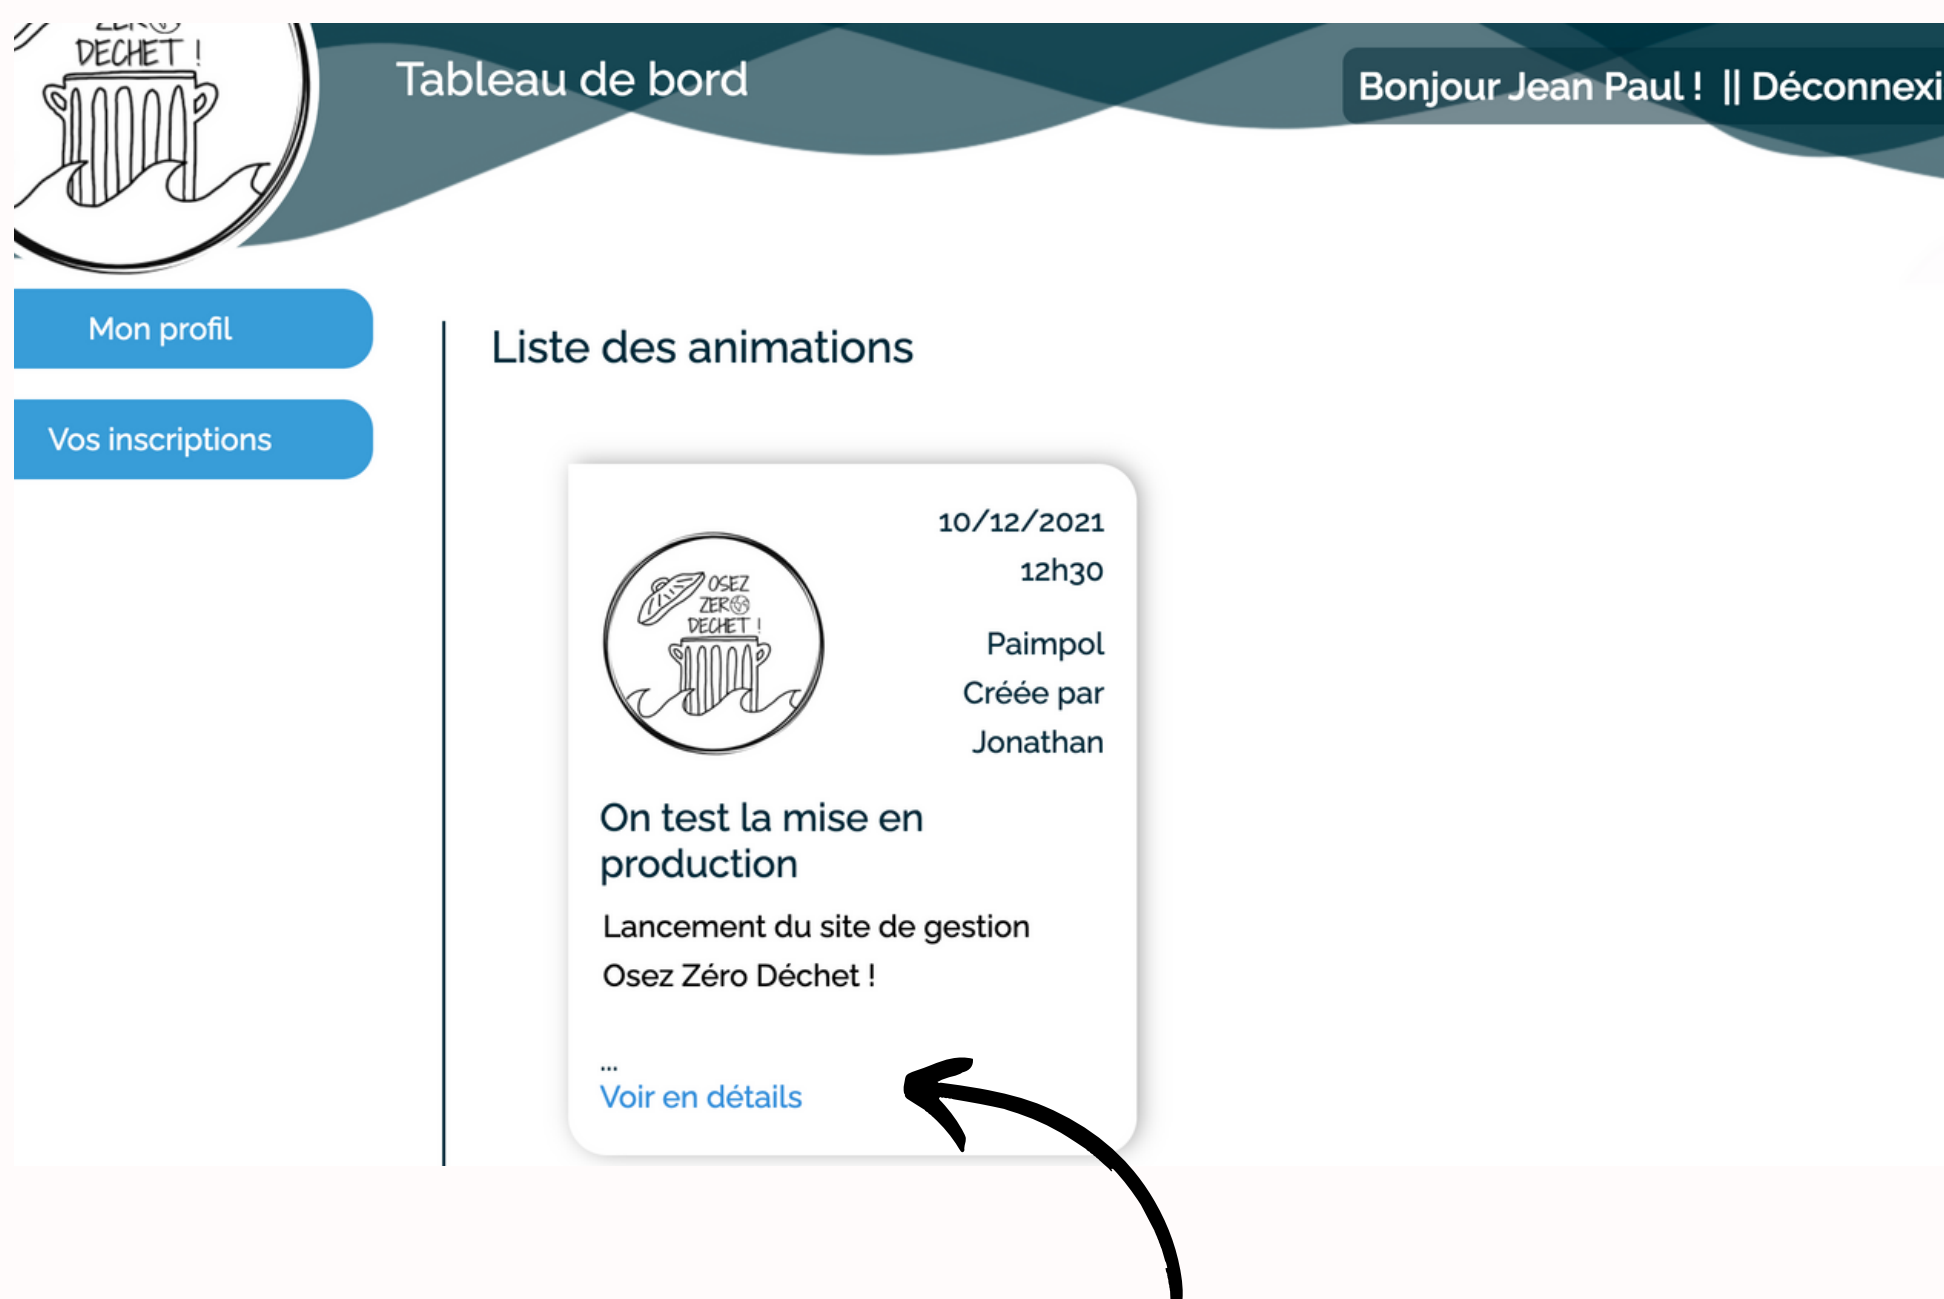 DECHET !
Tableau de bord
Bonjour Jean Paul ! || Déconnexi
Mon profil
Vos inscriptions
Liste des animations
10/12/2021
12h30
OSEZ
ZERO
DECHET !
Paimpol
Créée par
Jonathan
On test la mise en
production
Lancement du site de gestion
Osez Zéro Déchet !
...
Voir en détails